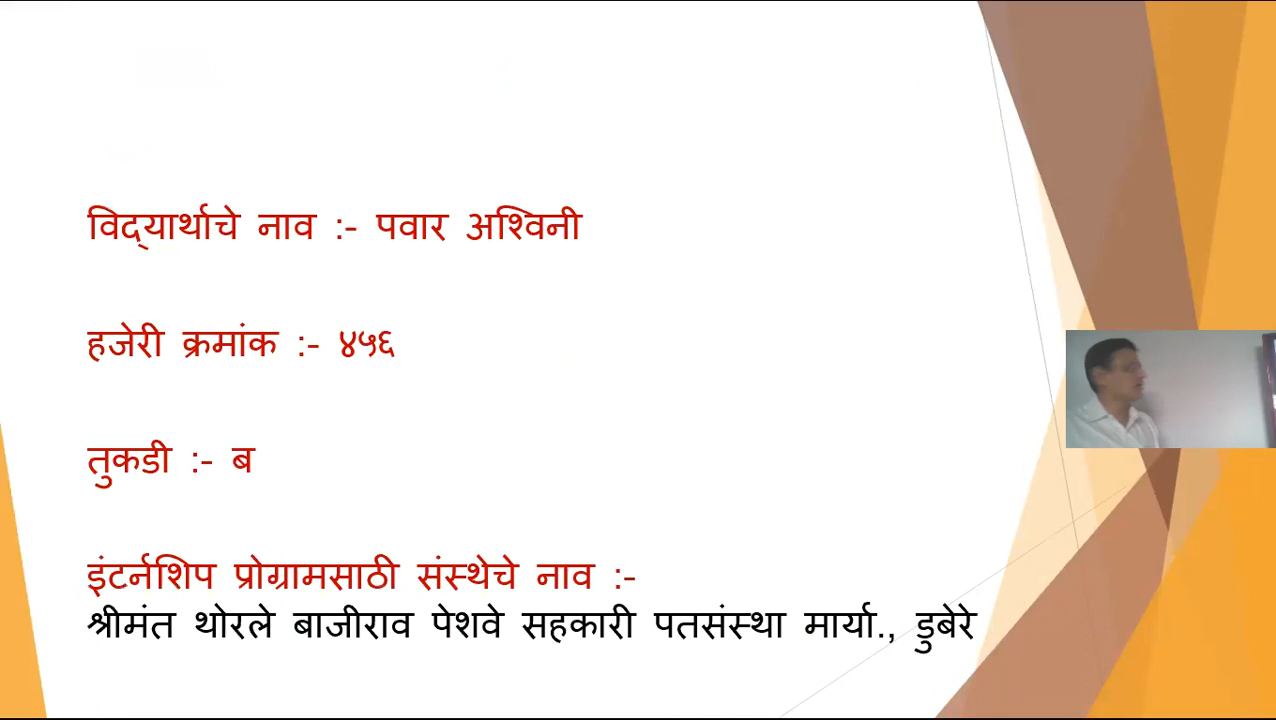 विद्यार्थाचे नाव :- पवार अश्विनी
हजेरी क्रमांक :- ४५६
तुकडी :- ब
इंटर्नशिप प्रोग्रामसाठी संस्थेचे नाव :-
श्रीमंत थोरले बाजीराव पेशवे सहकारी पतसंस्था मार्या., डुबेरे